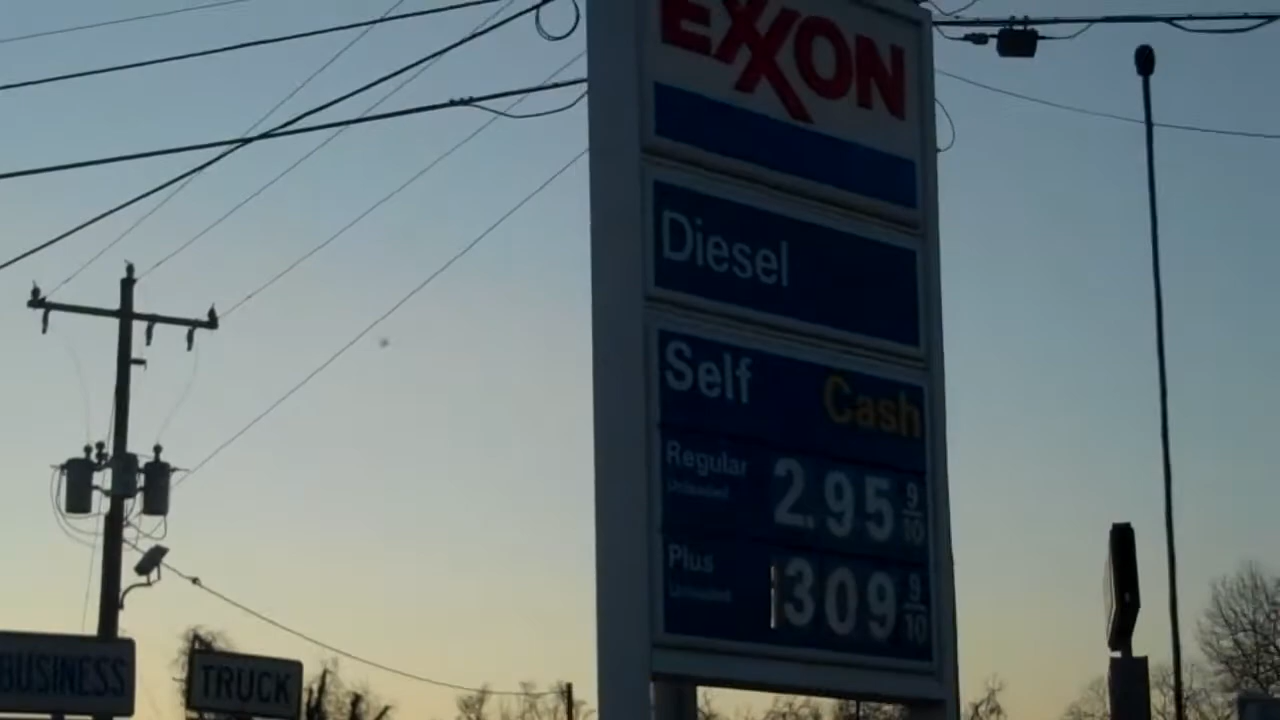 EXXON
Diesel
Self Cash
Regular
Unleaded
2.95 9/10
Plus
Unleaded
309 9/10
BUSINESS
TRUCK